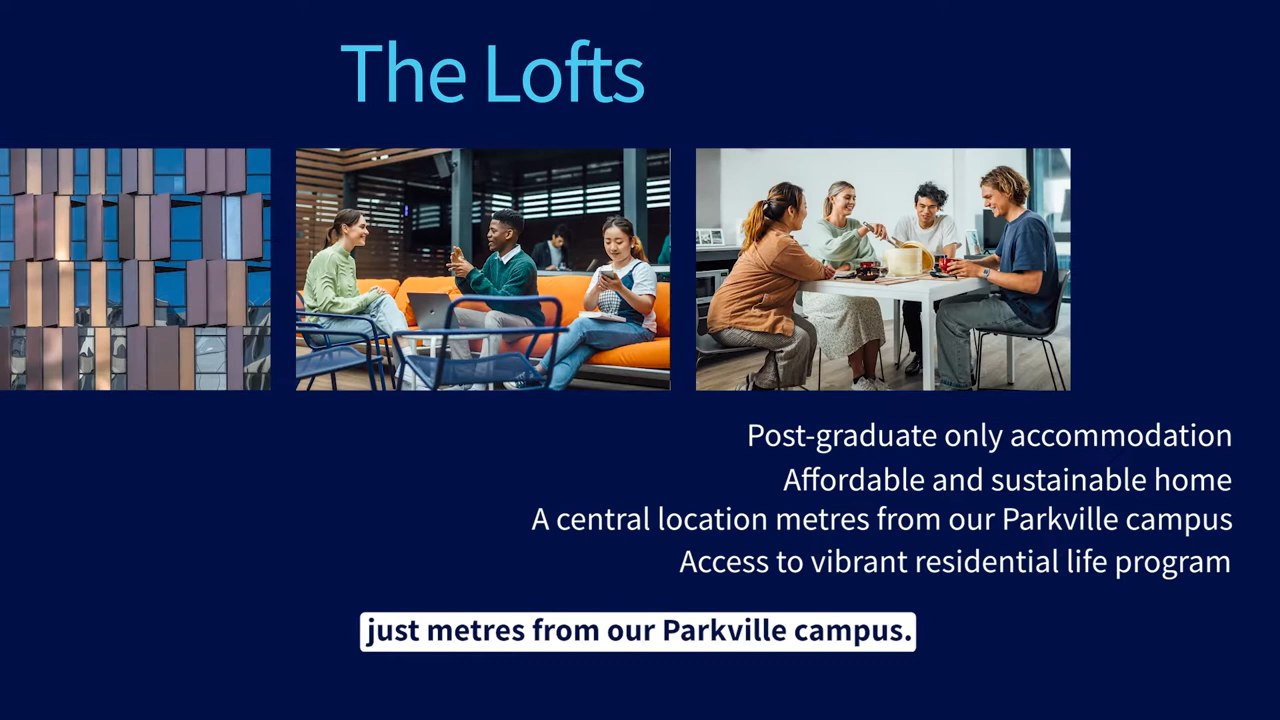 The Lofts
Post-graduate only accommodation
Affordable and sustainable home
A central location metres from our Parkville campus
Access to vibrant residential life program
just metres from our Parkville campus.